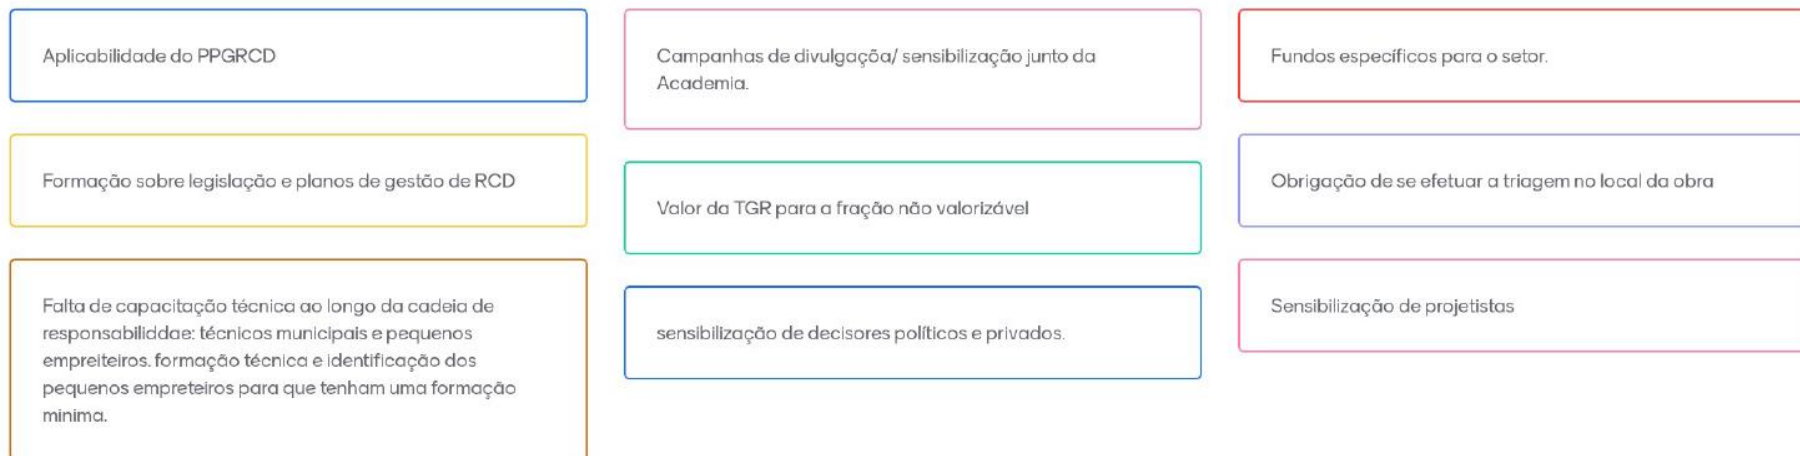 Aplicabilidade do PPGRCD
Formação sobre legislação e planos de gestão de RCD
Falta de capacitação técnica ao longo da cadeia de
responsabiliddae: técnicos municipais e pequenos
empreiteiros. formação técnica e identificação dos
pequenos empreteiros para que tenham uma formação
minima.
Campanhas de divulgaçõa/ sensibilização junto da
Academia.
Valor da TGR para a fração não valorizável
sensibilização de decisores políticos e privados.
Fundos específicos para o setor.
Obrigação de se efetuar a triagem no local da obra
Sensibilização de projetistas